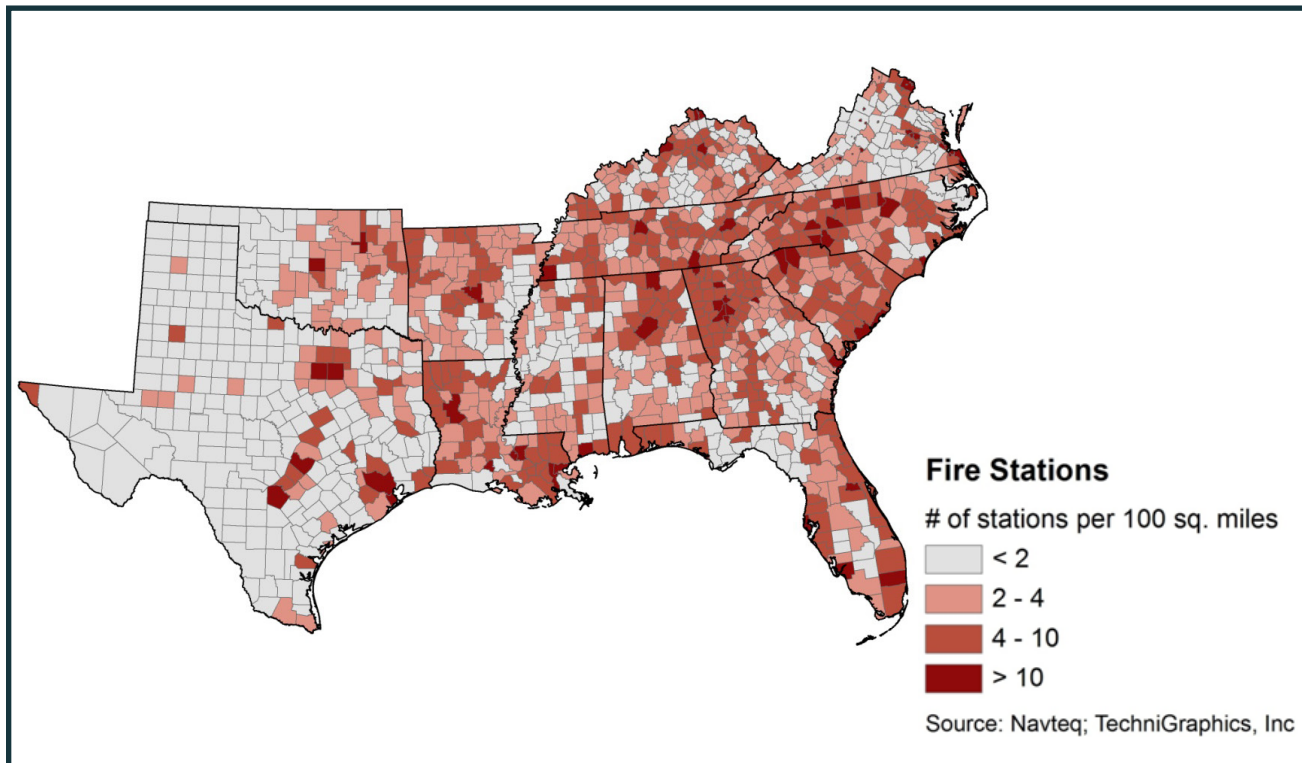 Fire Stations
# of stations per 100 sq. miles
< 2
2 - 4
4 - 10
> 10
Source: Navteq; TechniGraphics, Inc